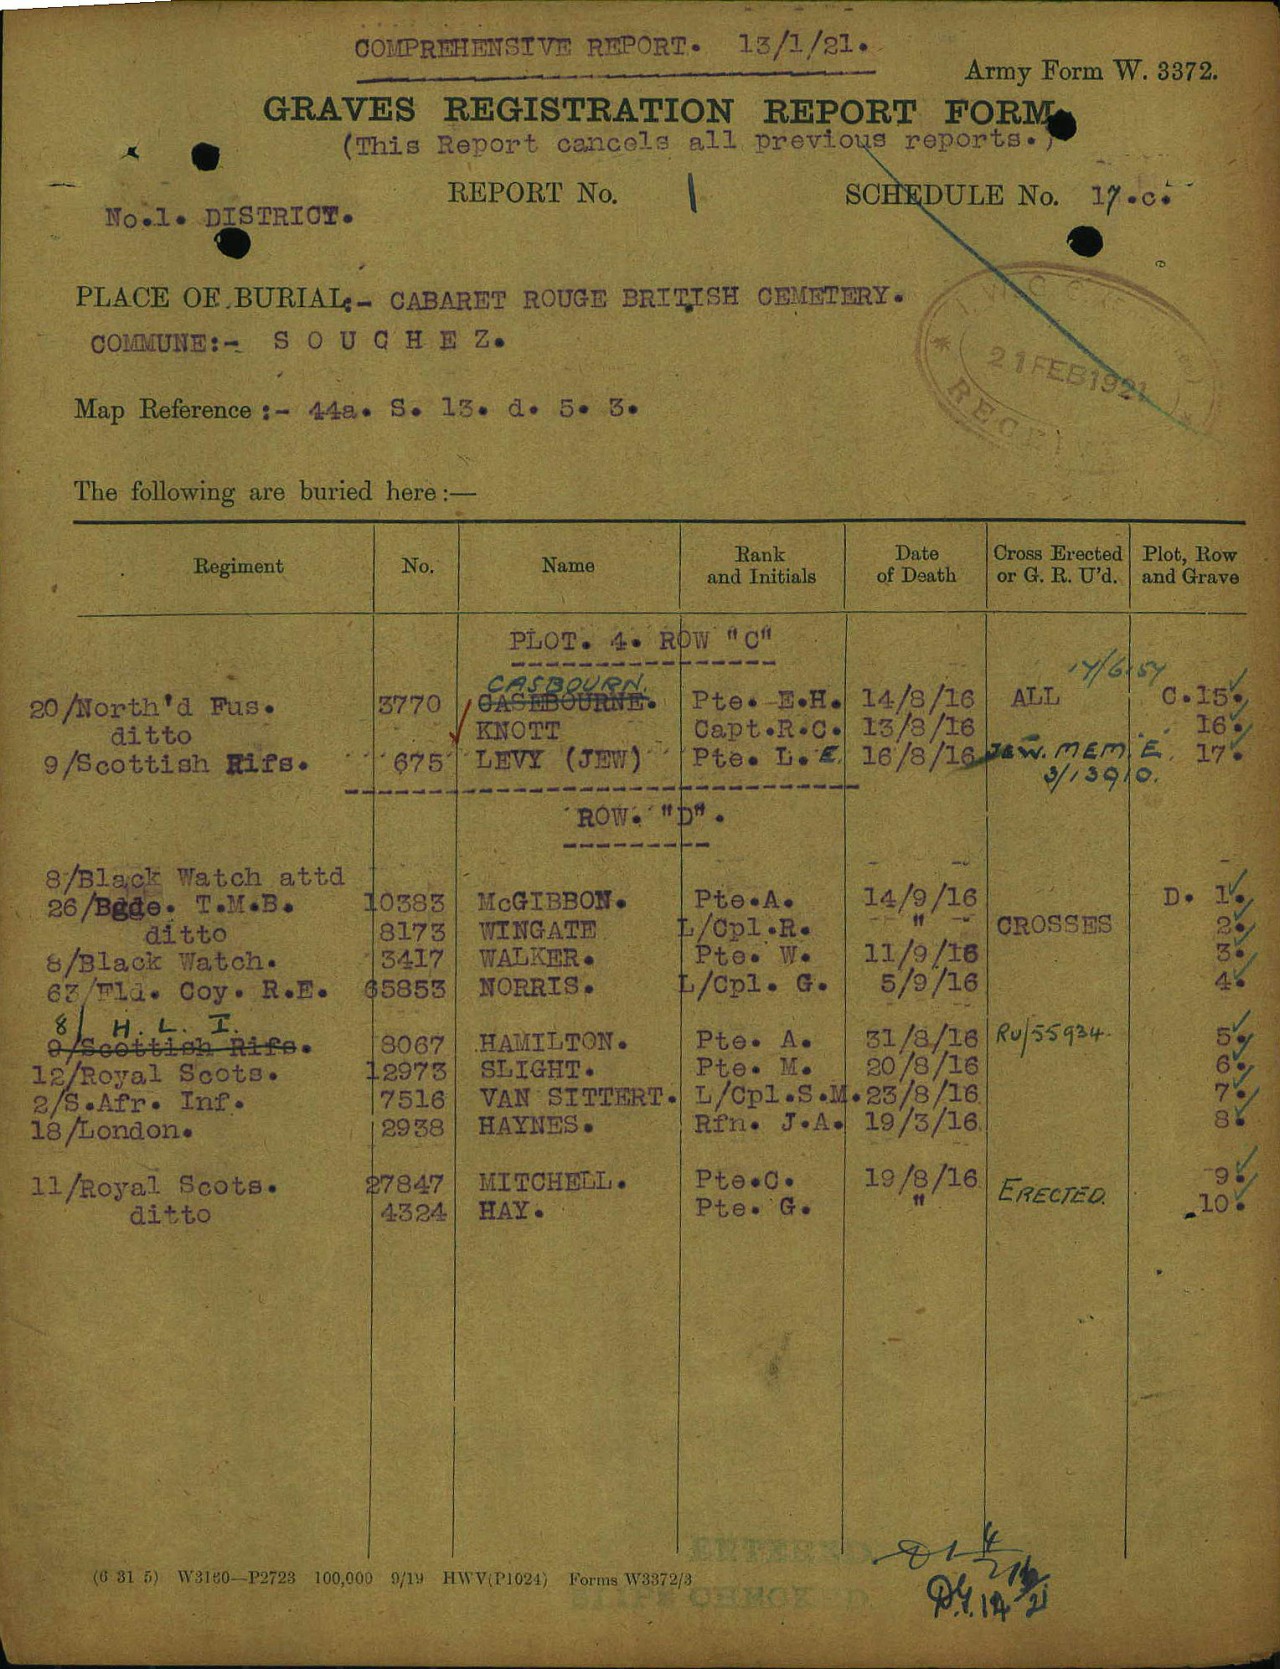 COMPREHENSIVE REPORT. 13/1/21.
Army Form W. 3372.
GRAVES REGISTRATION REPORT FORM.
(This Report cancels all previous reports.)
REPORT No. 1 SCHEDULE No. 17.c.
No.1. DISTRICT.
PLACE OF BURIAL:- CABARET ROUGE BRITISH CEMETERY.
COMMUNE:- S O U C H E Z.
21 FEB 1921
RECEIVED
Map Reference :- 44a. S. 13. d. 5. 3.
The following are buried here :—
Regiment No. Name Rank and Initials Date of Death Cross Erected or G. R. U'd. Plot, Row and Grave
PLOT. 4. ROW "C"
CASBOURN. 17/6157
20/North'd Fus. 3770 CASEBOURNE. Pte. E.H. 14/8/16 ALL C.15.
ditto KNOTT Capt.R.C. 13/8/16 16.
9/Scottish Rifs. 675 LEVY (JEW) Pte. L. E. 16/8/16 JEW. MEM. E. 17.
3/13910.
ROW. "D".
8/Black Watch attd
26/Bgde. T.M.B. 10383 McGIBBON. Pte.A. 14/9/16 D. 1.
ditto 8173 WINGATE L/Cpl.R. " CROSSES 2.
8/Black Watch. 3417 WALKER. Pte. W. 11/9/16 3.
63/Fld. Coy. R.E. 65853 NORRIS. L/Cpl. G. 5/9/16 4.
8/ H. L. I.
9/Scottish Rifs. 8067 HAMILTON. Pte. A. 31/8/16 RU/55934. 5.
12/Royal Scots. 12973 SLIGHT. Pte. M. 20/8/16 6.
2/S.Afr. Inf. 7516 VAN SITTERT. L/Cpl.S.M. 23/8/16 7.
18/London. 2938 HAYNES. Rfn. J.A. 19/3/16 8.
11/Royal Scots. 27847 MITCHELL. Pte.C. 19/8/16 ERECTED. 9.
ditto 4324 HAY. Pte. G. " 10.
ENTERED
SLIPS CHECKED
(6 31 5) W3160—P2723 100,000 9/19 HWV(P1024) Forms W3372/3